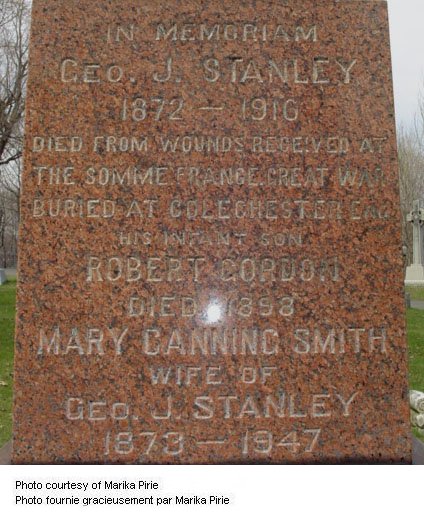 IN MEMORIAM
GEO. J. STANLEY
1872 — 1916
DIED FROM WOUNDS RECEIVED AT
THE SOMME FRANCE. GREAT WAR
BURIED AT COLECHESTER ENG
HIS INFANT SON
ROBERT GORDON
DIED 1898
MARY CANNING SMITH
WIFE OF
GEO. J. STANLEY
1873 — 1947
Photo courtesy of Marika Pirie
Photo fournie gracieusement par Marika Pirie